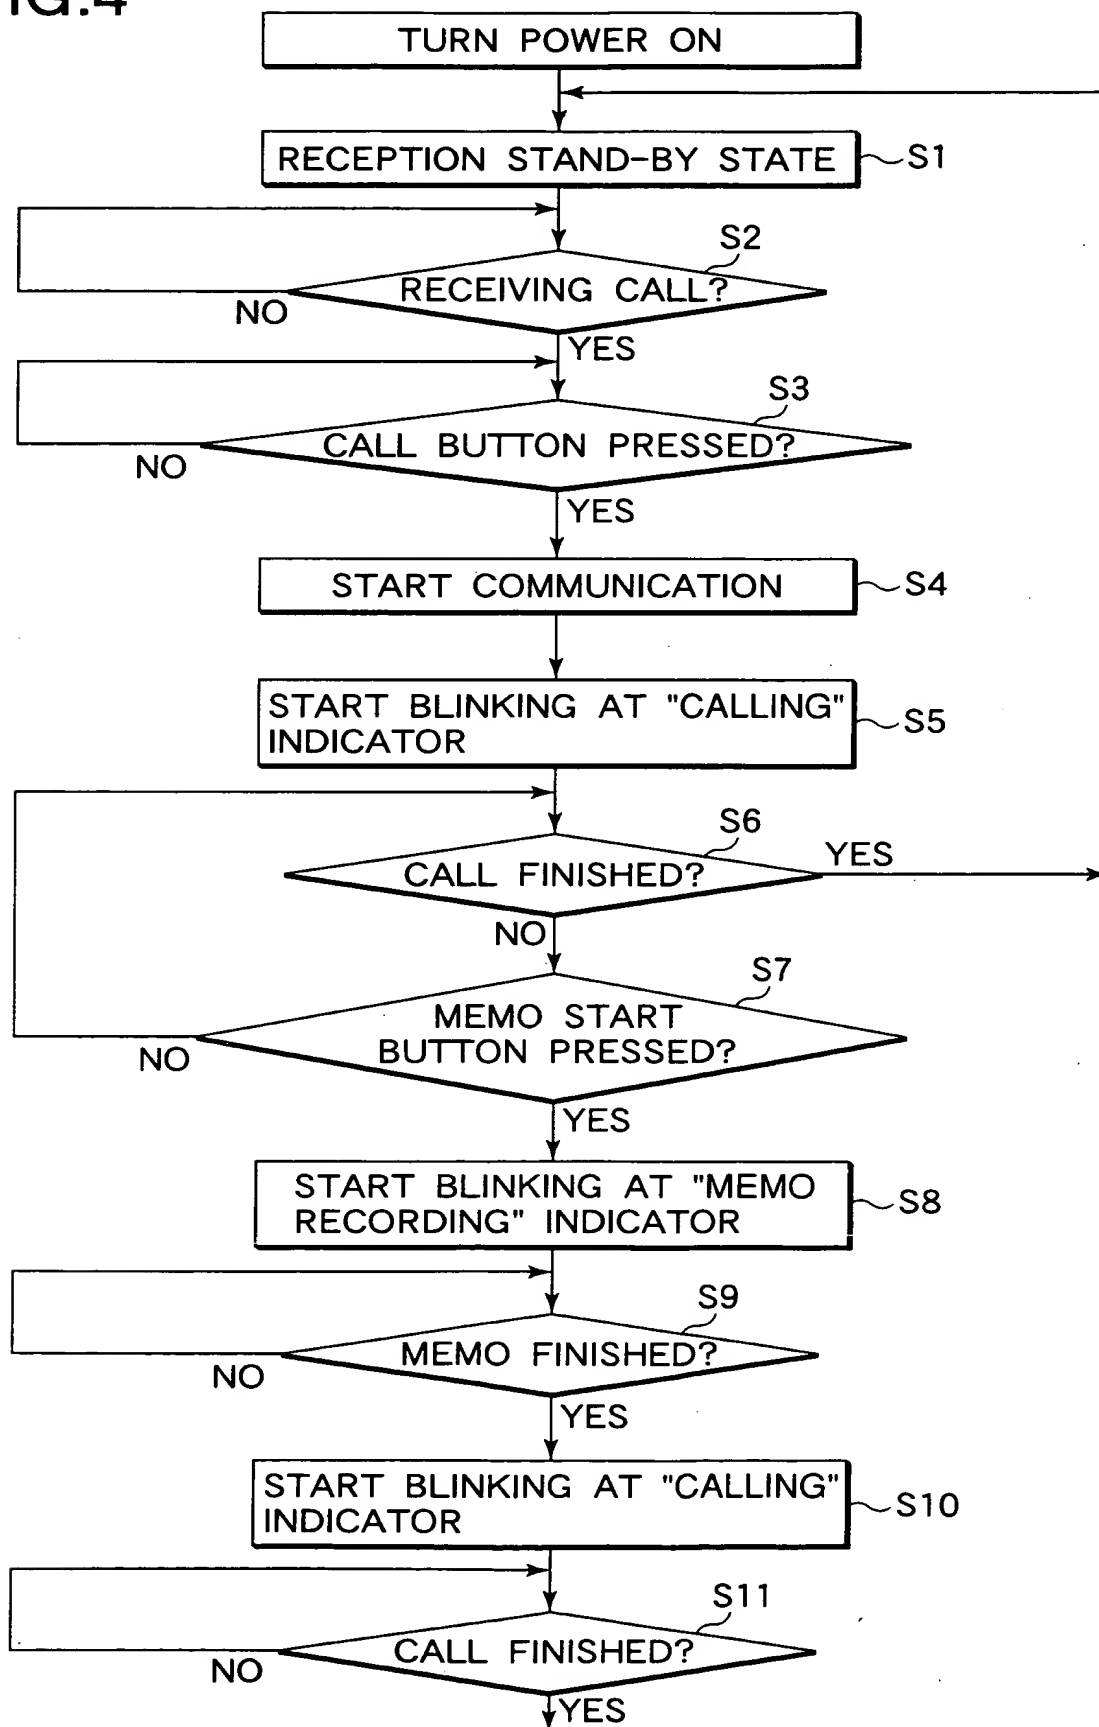 IG.4
TURN POWER ON
RECEPTION STAND-BY STATE
S1
S2
RECEIVING CALL?
NO
YES
S3
CALL BUTTON PRESSED?
NO
YES
START COMMUNICATION
S4
START BLINKING AT "CALLING"
INDICATOR
S5
S6
CALL FINISHED?
YES
NO
S7
MEMO START
BUTTON PRESSED?
NO
YES
START BLINKING AT "MEMO
RECORDING" INDICATOR
S8
S9
MEMO FINISHED?
NO
YES
START BLINKING AT "CALLING"
INDICATOR
S10
S11
CALL FINISHED?
NO
YES